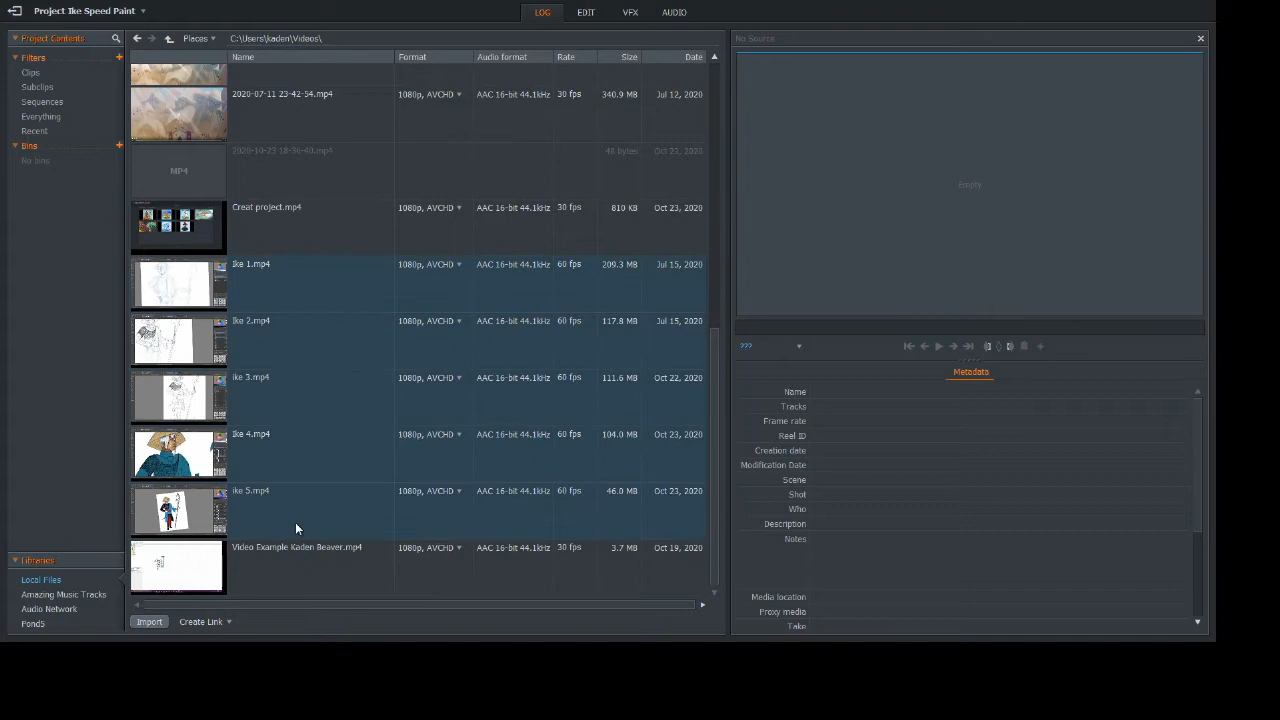 Project Ike Speed Paint
LOG EDIT VFX AUDIO
Project Contents
Filters +
Clips
Subclips
Sequences
Everything
Recent
Bins +
No bins
Libraries
Local Files
Amazing Music Tracks
Audio Network
Pond5
Places C:\Users\kaden\Videos\
Name Format Audio format Rate Size Date
2020-07-11 23-42-54.mp4 1080p, AVCHD AAC 16-bit 44.1kHz 30 fps 340.9 MB Jul 12, 2020
MP4 2020-10-23 18-36-40.mp4 48 bytes Oct 23, 2020
Creat project.mp4 1080p, AVCHD AAC 16-bit 44.1kHz 30 fps 810 KB Oct 23, 2020
Ike 1.mp4 1080p, AVCHD AAC 16-bit 44.1kHz 60 fps 209.3 MB Jul 15, 2020
Ike 2.mp4 1080p, AVCHD AAC 16-bit 44.1kHz 60 fps 117.8 MB Jul 15, 2020
ike 3.mp4 1080p, AVCHD AAC 16-bit 44.1kHz 60 fps 111.6 MB Oct 22, 2020
Ike 4.mp4 1080p, AVCHD AAC 16-bit 44.1kHz 60 fps 104.0 MB Oct 23, 2020
ike 5.mp4 1080p, AVCHD AAC 16-bit 44.1kHz 60 fps 46.0 MB Oct 23, 2020
Video Example Kaden Beaver.mp4 1080p, AVCHD AAC 16-bit 44.1kHz 30 fps 3.7 MB Oct 19, 2020
Import Create Link
No Source
Empty
???
Metadata
Name
Tracks
Frame rate
Reel ID
Creation date
Modification Date
Scene
Shot
Who
Description
Notes
Media location
Proxy media
Take